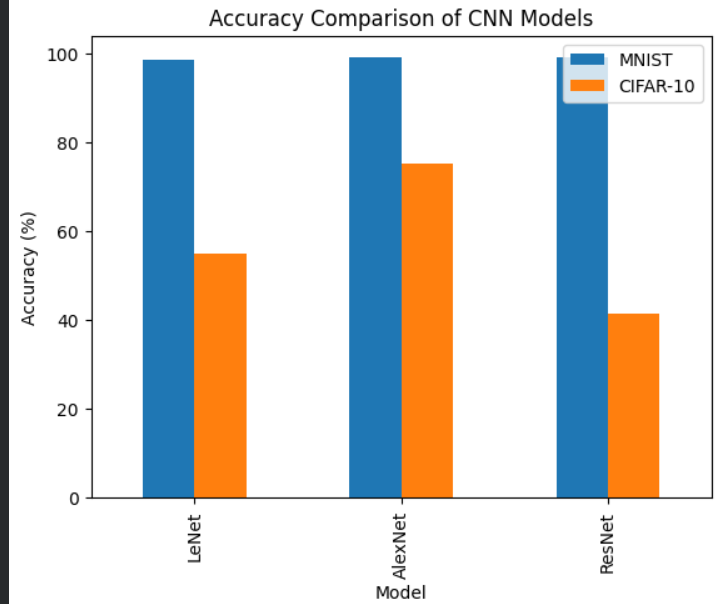 Accuracy Comparison of CNN Models
MNIST
CIFAR-10
Accuracy (%)
100
80
60
40
20
0
LeNet
AlexNet
ResNet
Model